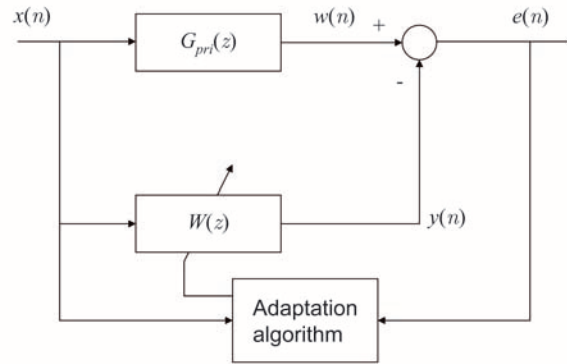 x(n)
w(n)
e(n)
+
G_pri(z)
-
W(z)
y(n)
Adaptation
algorithm